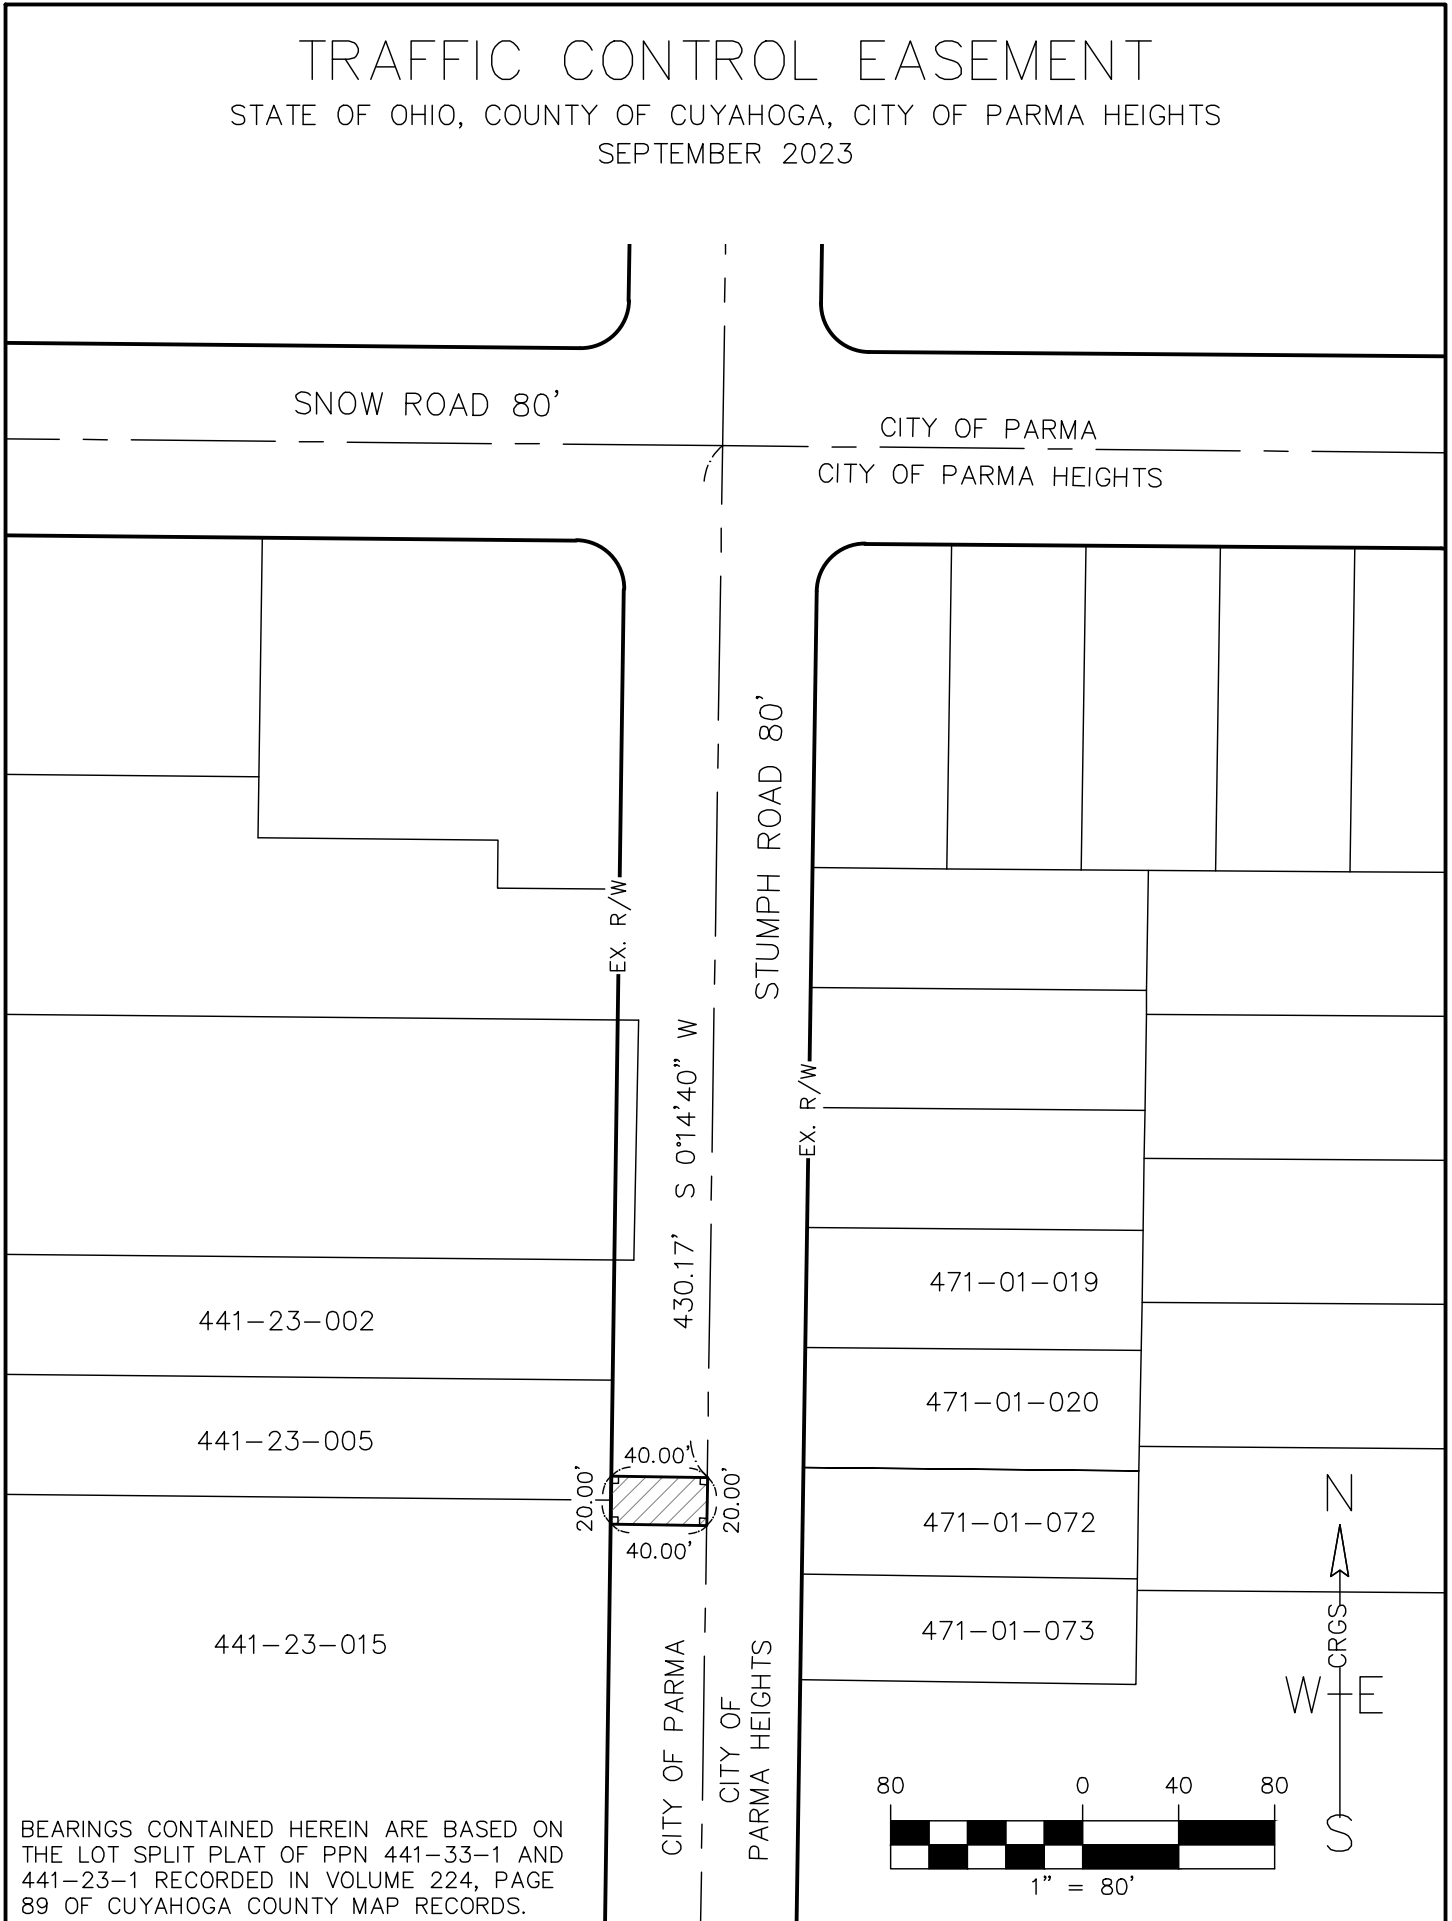 TRAFFIC CONTROL EASEMENT
STATE OF OHIO, COUNTY OF CUYAHOGA, CITY OF PARMA HEIGHTS
SEPTEMBER 2023
SNOW ROAD 80'
CITY OF PARMA
CITY OF PARMA HEIGHTS
STUMPH ROAD 80'
EX. R/W
EX. R/W
430.17' S 0°14'40" W
471-01-019
441-23-002
471-01-020
441-23-005
40.00'
20.00'
20.00'
40.00'
471-01-072
471-01-073
441-23-015
CITY OF PARMA
CITY OF
PARMA HEIGHTS
N
CRGS
W E
S
80 0 40 80
1" = 80'
BEARINGS CONTAINED HEREIN ARE BASED ON
THE LOT SPLIT PLAT OF PPN 441-33-1 AND
441-23-1 RECORDED IN VOLUME 224, PAGE
89 OF CUYAHOGA COUNTY MAP RECORDS.